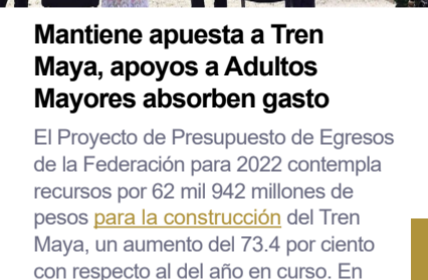 Mantiene apuesta a Tren
Maya, apoyos a Adultos
Mayores absorben gasto
El Proyecto de Presupuesto de Egresos
de la Federación para 2022 contempla
recursos por 62 mil 942 millones de
pesos para la construcción del Tren
Maya, un aumento del 73.4 por ciento
con respecto al del año en curso. En